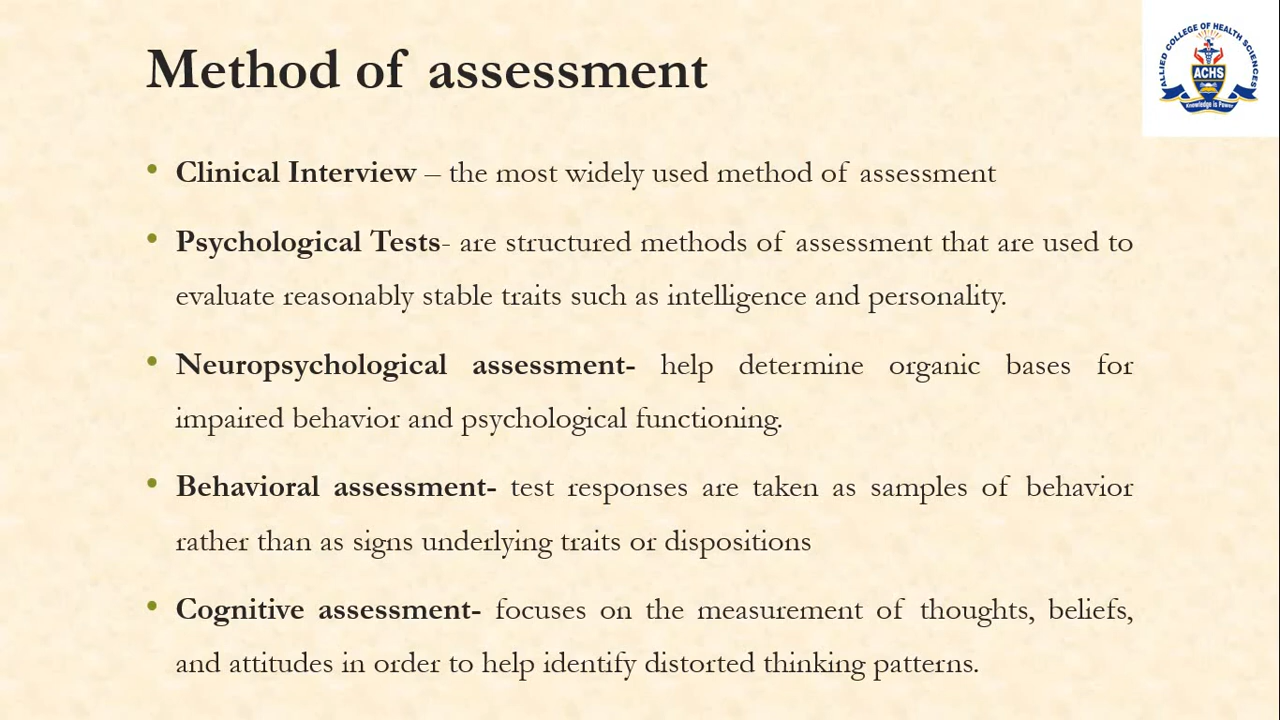 Method of assessment
ALLIED COLLEGE OF HEALTH SCIENCES
ACHS
Knowledge is Power
• Clinical Interview – the most widely used method of assessment
• Psychological Tests- are structured methods of assessment that are used to
evaluate reasonably stable traits such as intelligence and personality.
• Neuropsychological assessment- help determine organic bases for
impaired behavior and psychological functioning.
• Behavioral assessment- test responses are taken as samples of behavior
rather than as signs underlying traits or dispositions
• Cognitive assessment- focuses on the measurement of thoughts, beliefs,
and attitudes in order to help identify distorted thinking patterns.